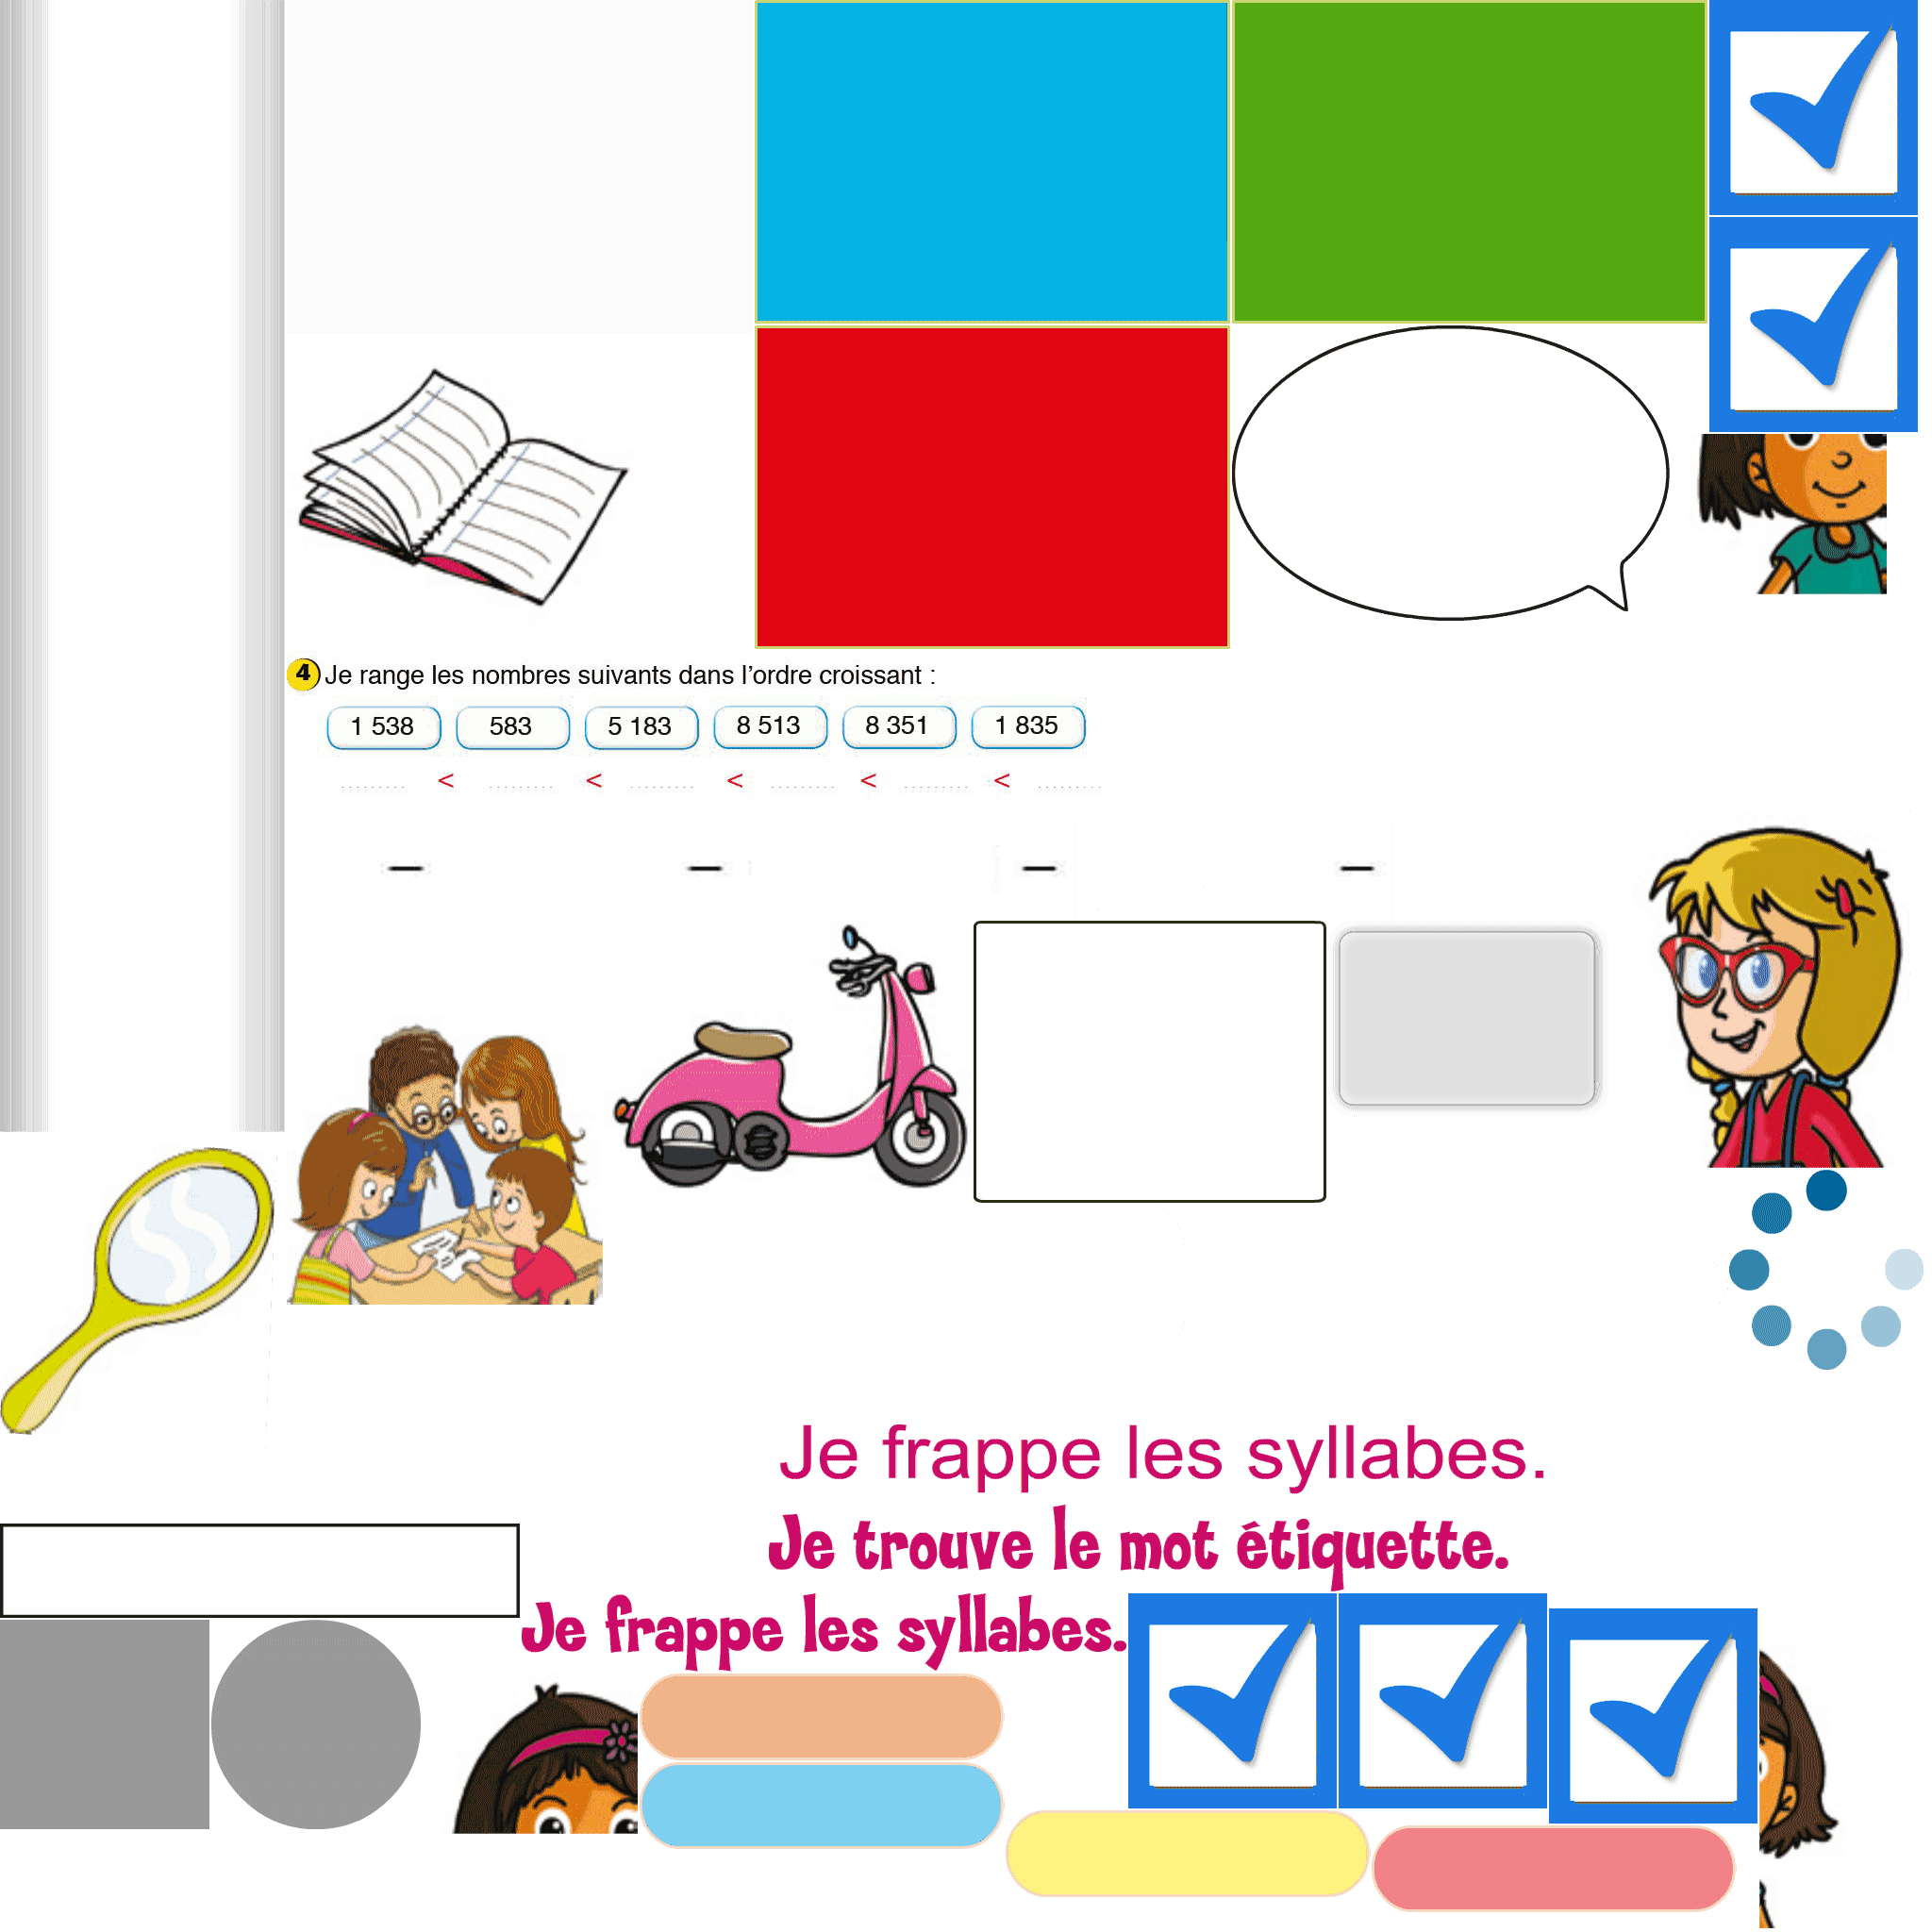 4 Je range les nombres suivants dans l’ordre croissant :
1 538 583 5 183 8 513 8 351 1 835
......... < ......... < ......... < ......... < ......... < .........
Je frappe les syllabes.
Je trouve le mot étiquette.
Je frappe les syllabes.